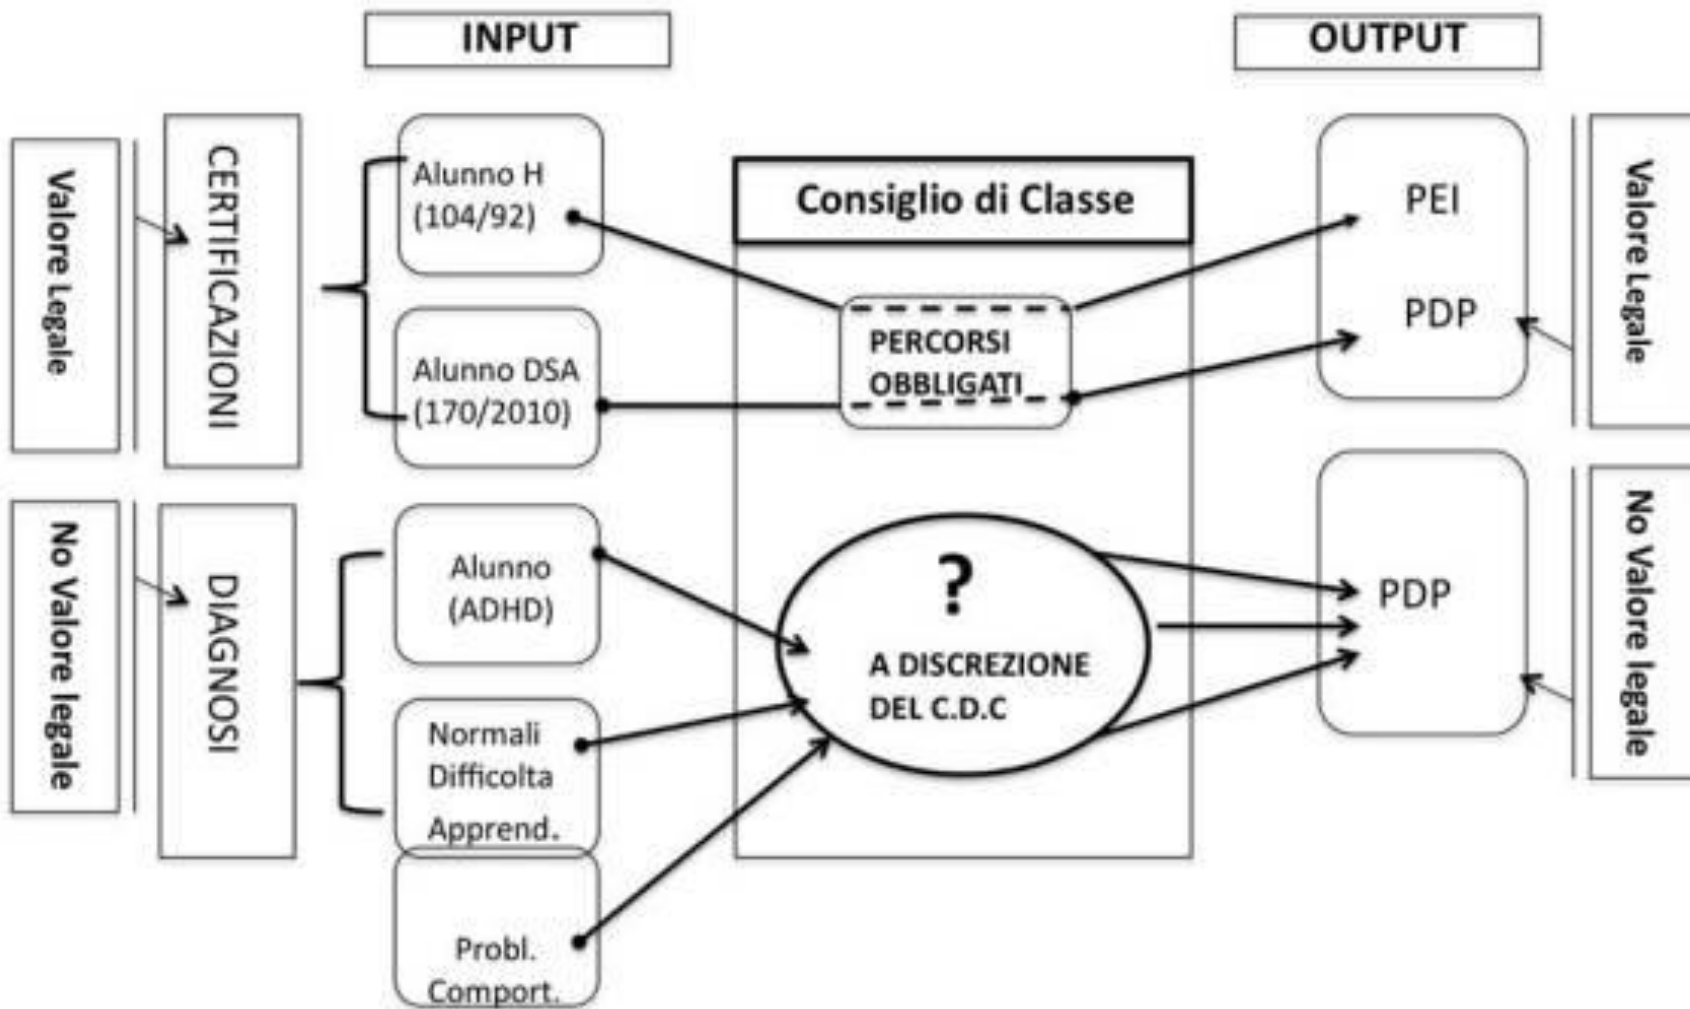 INPUT
OUTPUT
Valore Legale
CERTIFICAZIONI
Alunno H
(104/92)
Alunno DSA
(170/2010)
Consiglio di Classe
PERCORSI
OBBLIGATI
PEI
PDP
Valore Legale
No Valore legale
DIAGNOSI
Alunno
(ADHD)
Normali
Difficolta
Apprend.
Probl.
Comport.
?
A DISCREZIONE
DEL C.D.C
PDP
No Valore legale